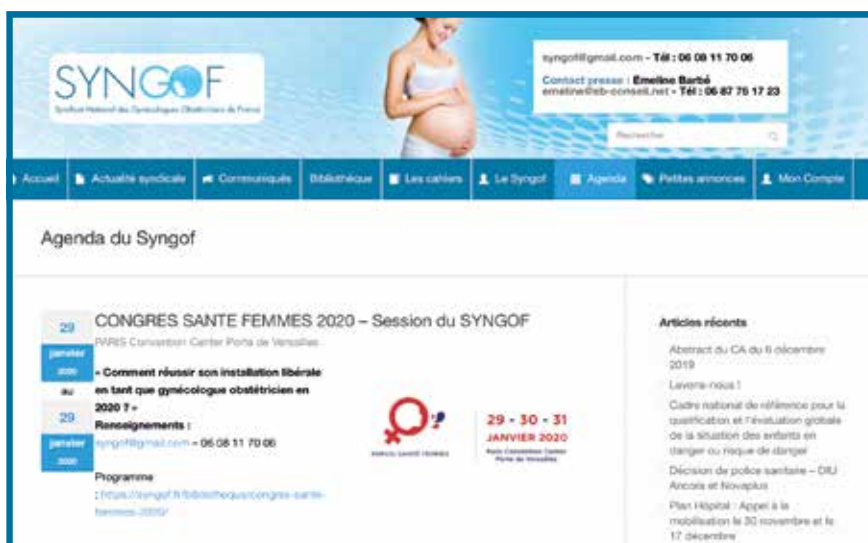 SYNGOF
Syndicat National des Gynécologues Obstétriciens de France
syngof@gmail.com - Tél : 06 08 11 70 06
Contact presse : Emeline Barbé
emeline@eb-conseil.net - Tél : 06 87 76 17 23
Recherche
Accueil
Actualité syndicale
Communiqués
Bibliothèque
Les cahiers
Le Syngof
Agenda
Petites annonces
Mon Compte
Agenda du Syngof
29
janvier
2020
au
29
janvier
2020
CONGRES SANTE FEMMES 2020 – Session du SYNGOF
PARIS Convention Center Porte de Versailles
« Comment réussir son installation libérale
en tant que gynécologue obstétricien en
2020 ? »
Renseignements :
syngof@gmail.com – 06 08 11 70 06
Programme
: https://syngof.fr/bibliotheque/congres-sante-
femmes-2020/
SANTÉ FEMMES
29 - 30 - 31
JANVIER 2020
Paris Convention Center
Porte de Versailles
Articles récents
Abstract du CA du 6 décembre
2019
Levons-nous !
Cadre national de référence pour la
qualification et l'évaluation globale
de la situation des enfants en
danger ou risque de danger
Décision de police sanitaire – DIU
Ancora et Novaplus
Plan Hôpital : Appel à la
mobilisation le 30 novembre et le
17 décembre